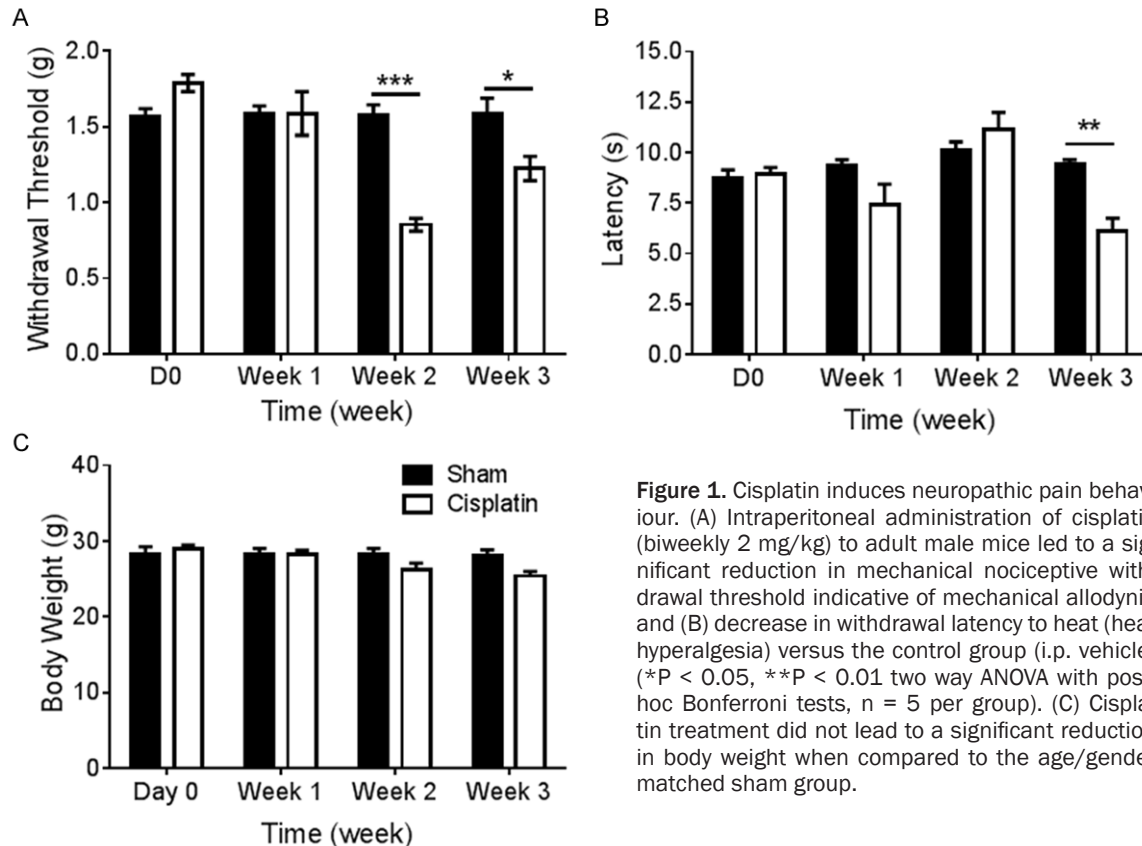 A
Withdrawal Threshold (g)
2.0
1.5
1.0
0.5
0.0
***
*
D0 Week 1 Week 2 Week 3
Time (week)
B
Latency (s)
15.0
12.5
10.0
7.5
5.0
2.5
0.0
**
D0 Week 1 Week 2 Week 3
Time (week)
C
Body Weight (g)
40
30
20
10
0
Sham
Cisplatin
Day 0 Week 1 Week 2 Week 3
Time (week)
Figure 1. Cisplatin induces neuropathic pain behav
iour. (A) Intraperitoneal administration of cisplati
(biweekly 2 mg/kg) to adult male mice led to a sig
nificant reduction in mechanical nociceptive with
drawal threshold indicative of mechanical allodyni
and (B) decrease in withdrawal latency to heat (hea
hyperalgesia) versus the control group (i.p. vehicle
(*P < 0.05, **P < 0.01 two way ANOVA with pos
hoc Bonferroni tests, n = 5 per group). (C) Cispla
tin treatment did not lead to a significant reduction
in body weight when compared to the age/gende
matched sham group.